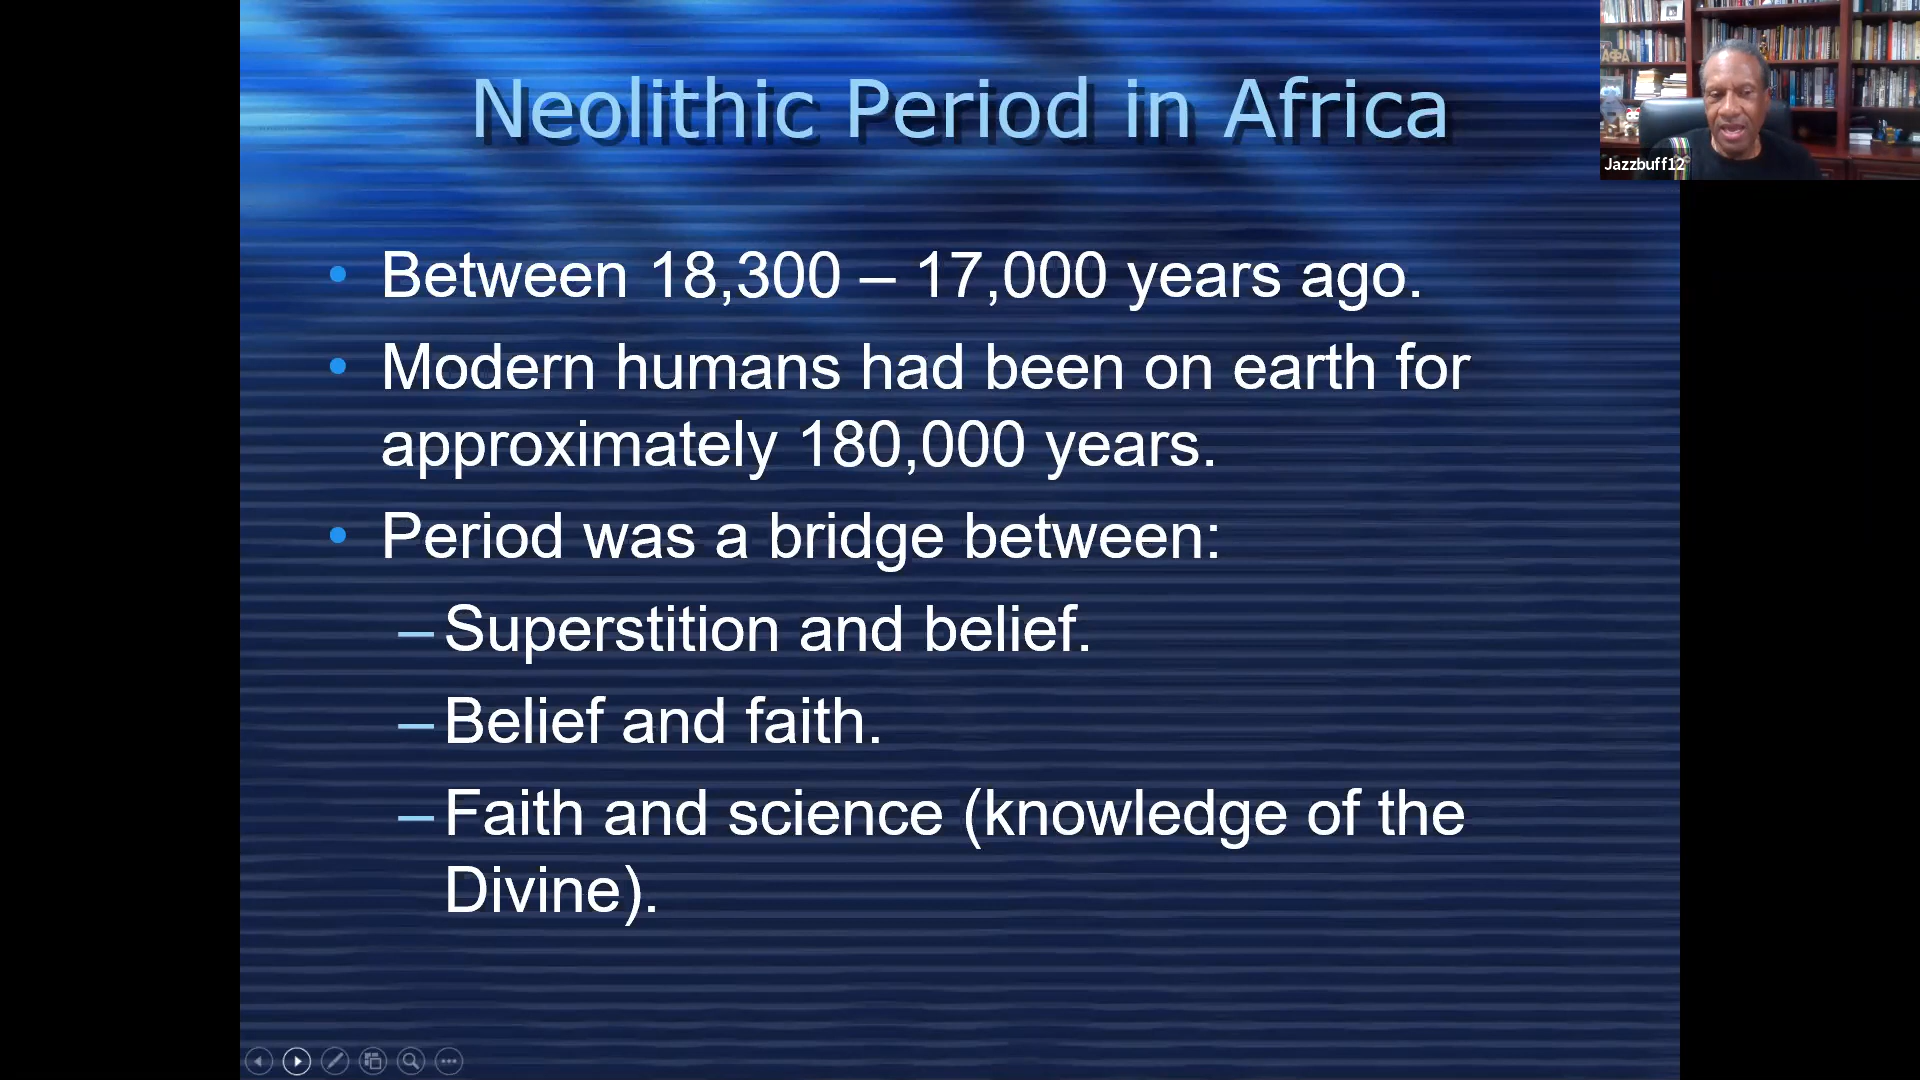 Neolithic Period in Africa
• Between 18,300 – 17,000 years ago.
• Modern humans had been on earth for
approximately 180,000 years.
• Period was a bridge between:
– Superstition and belief.
– Belief and faith.
– Faith and science (knowledge of the
Divine).
Jazzbuff12